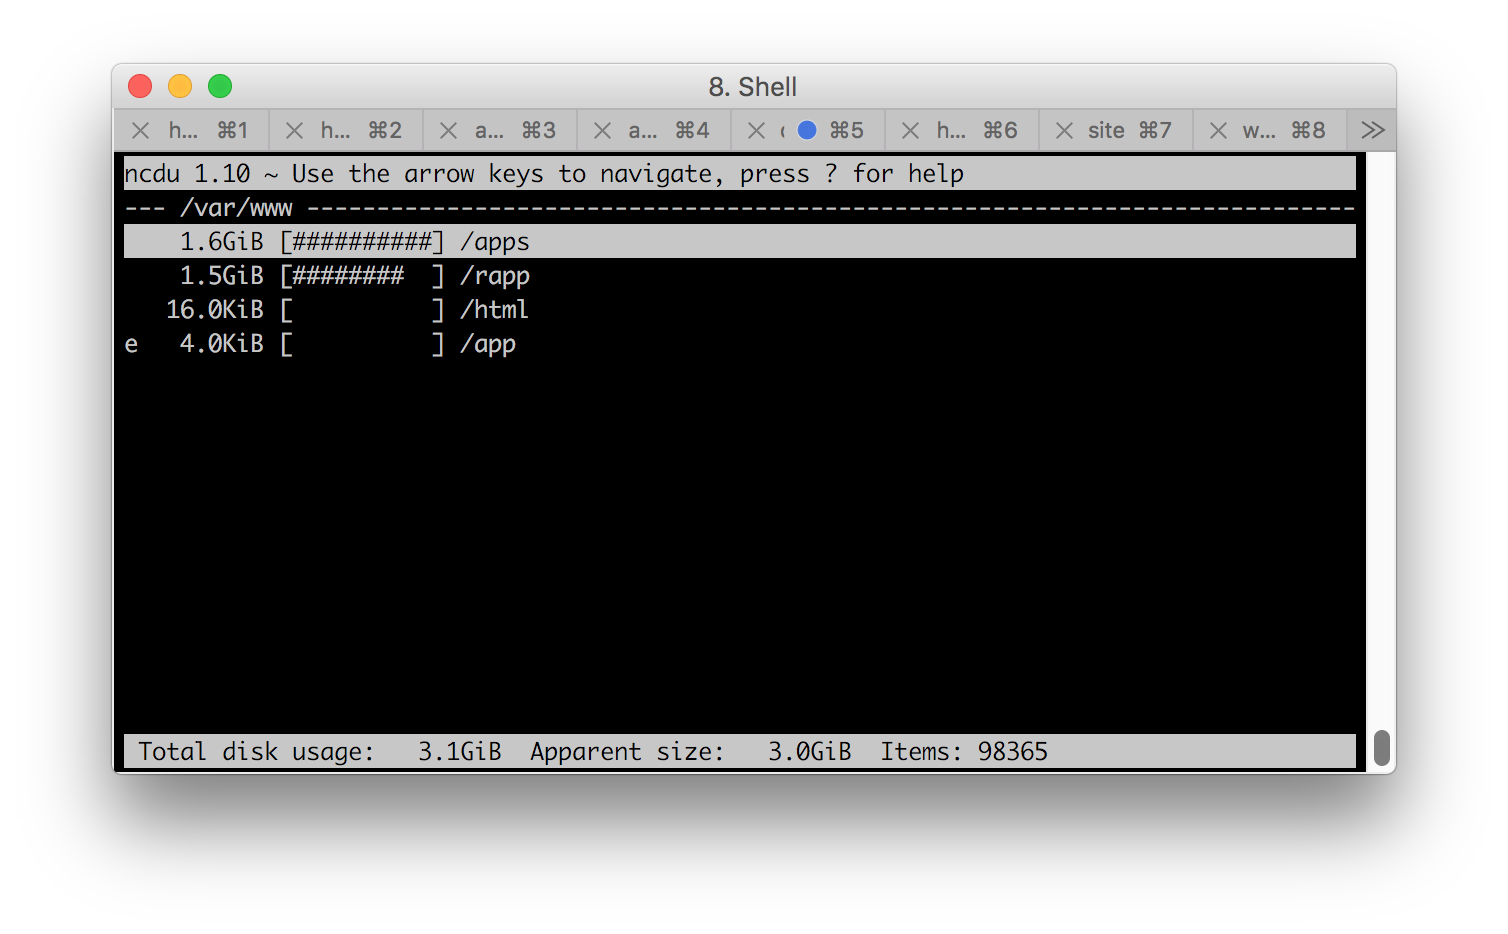 8. Shell
h... ⌘1 h... ⌘2 a... ⌘3 a... ⌘4 ⌘5 h... ⌘6 site ⌘7 w... ⌘8
ncdu 1.10 ~ Use the arrow keys to navigate, press ? for help
--- /var/www ---------------------------------------------------------------------------
1.6GiB [##########] /apps
1.5GiB [######## ] /rapp
16.0KiB [ ] /html
e 4.0KiB [ ] /app
Total disk usage: 3.1GiB Apparent size: 3.0GiB Items: 98365